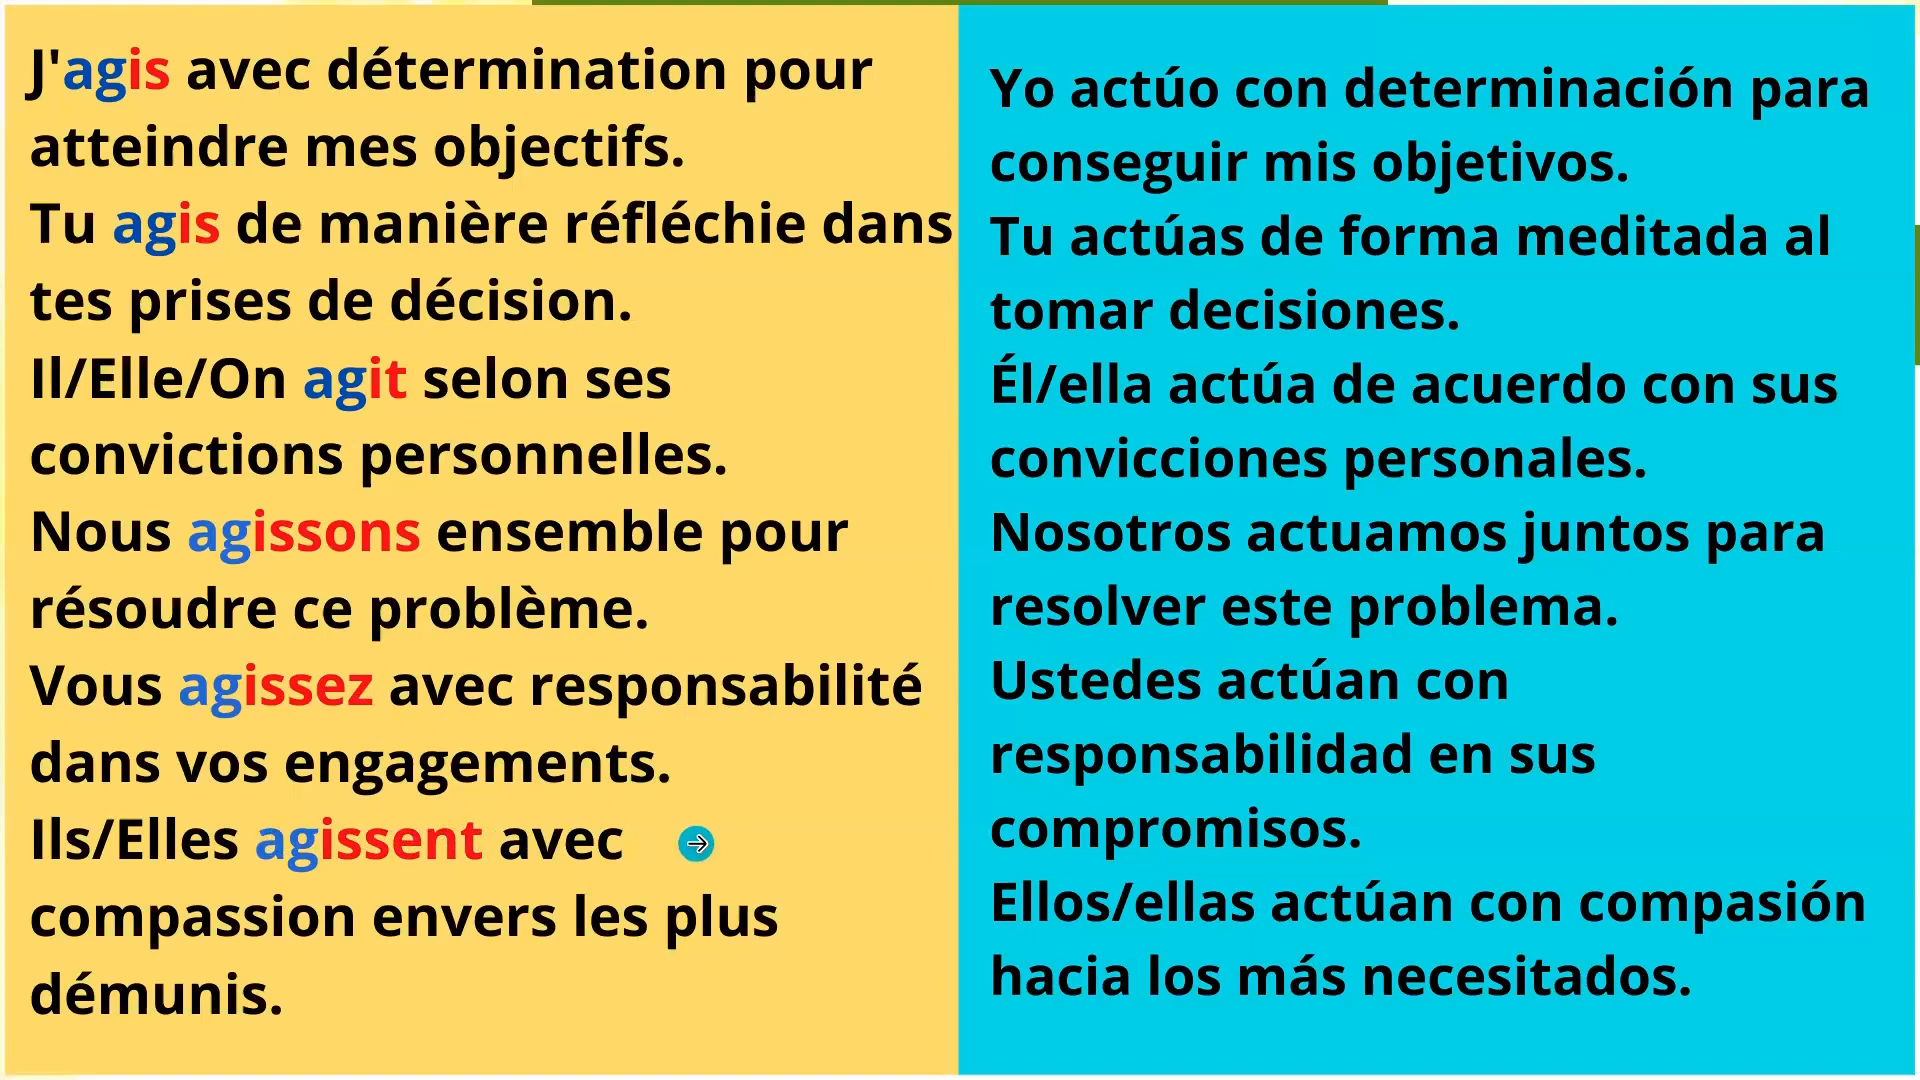 J'agis avec détermination pour
atteindre mes objectifs.
Tu agis de manière réfléchie dans
tes prises de décision.
Il/Elle/On agit selon ses
convictions personnelles.
Nous agissons ensemble pour
résoudre ce problème.
Vous agissez avec responsabilité
dans vos engagements.
Ils/Elles agissent avec
compassion envers les plus
démunis.
Yo actúo con determinación para
conseguir mis objetivos.
Tu actúas de forma meditada al
tomar decisiones.
Él/ella actúa de acuerdo con sus
convicciones personales.
Nosotros actuamos juntos para
resolver este problema.
Ustedes actúan con
responsabilidad en sus
compromisos.
Ellos/ellas actúan con compasión
hacia los más necesitados.